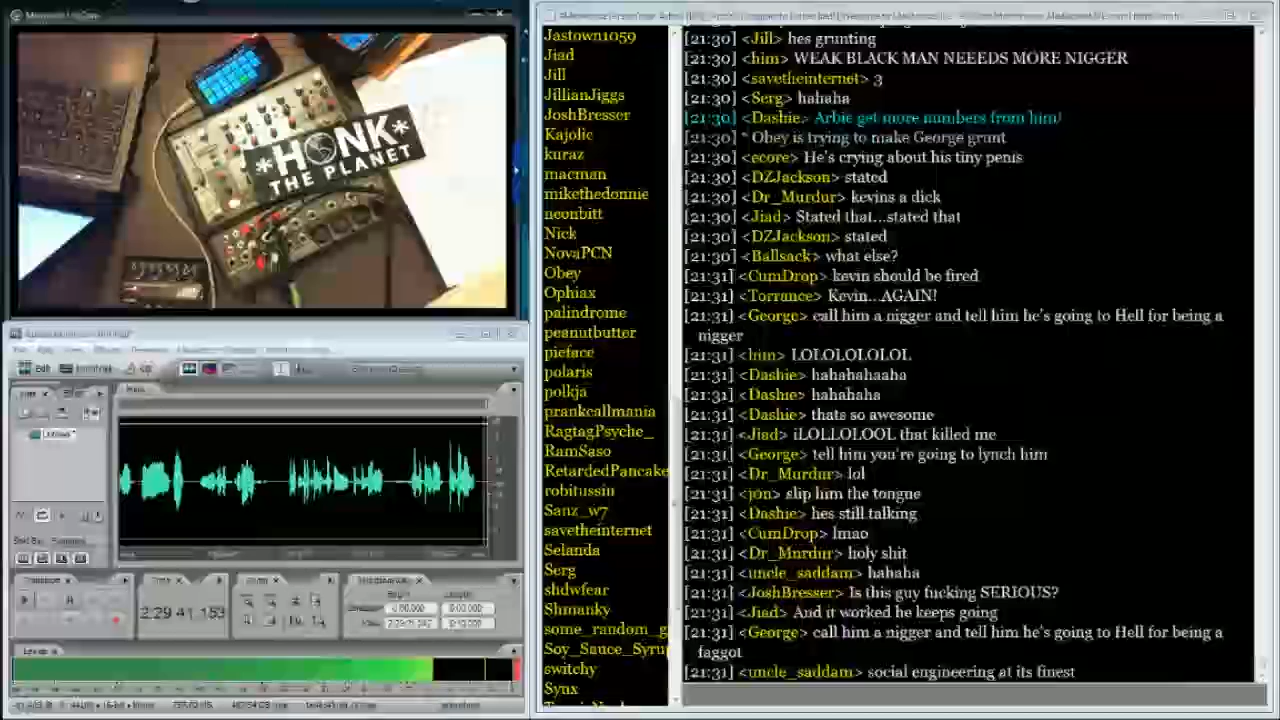 *HONK*
THE PLANET
Edit
2:29:41.153
Jastown1059
Jiad
Jill
JillianJiggs
JoshBresser
Kajolic
kuraz
macman
mikethedonnie
neonbitt
Nick
NovaPCN
Obey
Ophiax
palindrome
peanutbutter
pieface
polaris
polkja
prankcallmania
RagtagPsyche_
RamSaso
RetardedPancake
robitussin
Sanz_w7
savetheinternet
Selanda
Serg
shdwfear
Shmanky
some_random_g
Soy_Sauce_Syru
switchy
Synx
[21:30] <Jill> hes grunting
[21:30] <him> WEAK BLACK MAN NEEEDS MORE NIGGER
[21:30] <savetheinternet> 3
[21:30] <Serg> hahaha
[21:30] <Dashie> Arbie get more numbers from him!
[21:30] * Obey is trying to make George grunt
[21:30] <ecore> He's crying about his tiny penis
[21:30] <DZJackson> stated
[21:30] <Dr_Murdur> kevins a dick
[21:30] <Jiad> Stated that...stated that
[21:30] <DZJackson> stated
[21:30] <Ballsack> what else?
[21:31] <CumDrop> kevin should be fired
[21:31] <Torrance> Kevin...AGAIN!
[21:31] <George> call him a nigger and tell him he's going to Hell for being a
nigger
[21:31] <him> LOLOLOLOLOL
[21:31] <Dashie> hahahahaaha
[21:31] <Dashie> hahahaha
[21:31] <Dashie> thats so awesome
[21:31] <Jiad> iLOLLOLOOL that killed me
[21:31] <George> tell him you're going to lynch him
[21:31] <Dr_Murdur> lol
[21:31] <jon> slip him the tongue
[21:31] <Dashie> hes still talking
[21:31] <CumDrop> lmao
[21:31] <Dr_Murdur> holy shit
[21:31] <uncle_saddam> hahaha
[21:31] <JoshBresser> Is this guy fucking SERIOUS?
[21:31] <Jiad> And it worked he keeps going
[21:31] <George> call him a nigger and tell him he's going to Hell for being a
faggot
[21:31] <uncle_saddam> social engineering at its finest